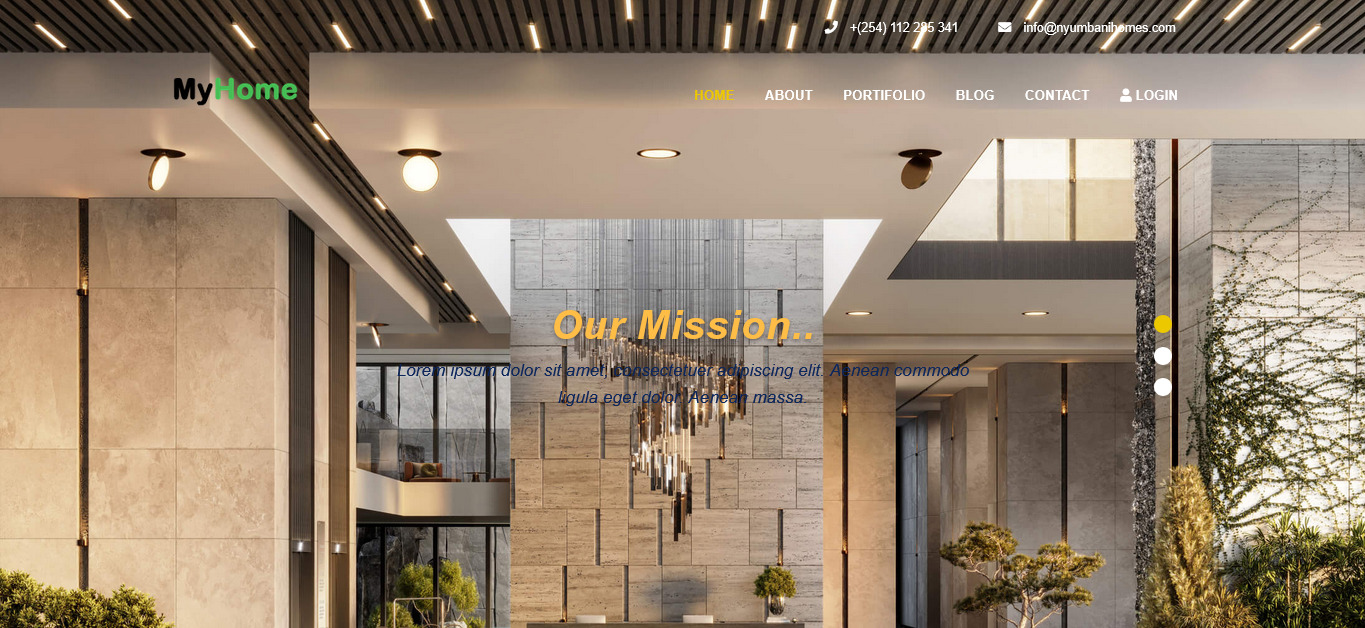 +(254) 112 295 341 info@nyumbanihomes.com
MyHome HOME ABOUT PORTIFOLIO BLOG CONTACT LOGIN
Our Mission..
Lorem ipsum dolor sit amet, consectetuer adipiscing elit. Aenean commodo
ligula eget dolor. Aenean massa.